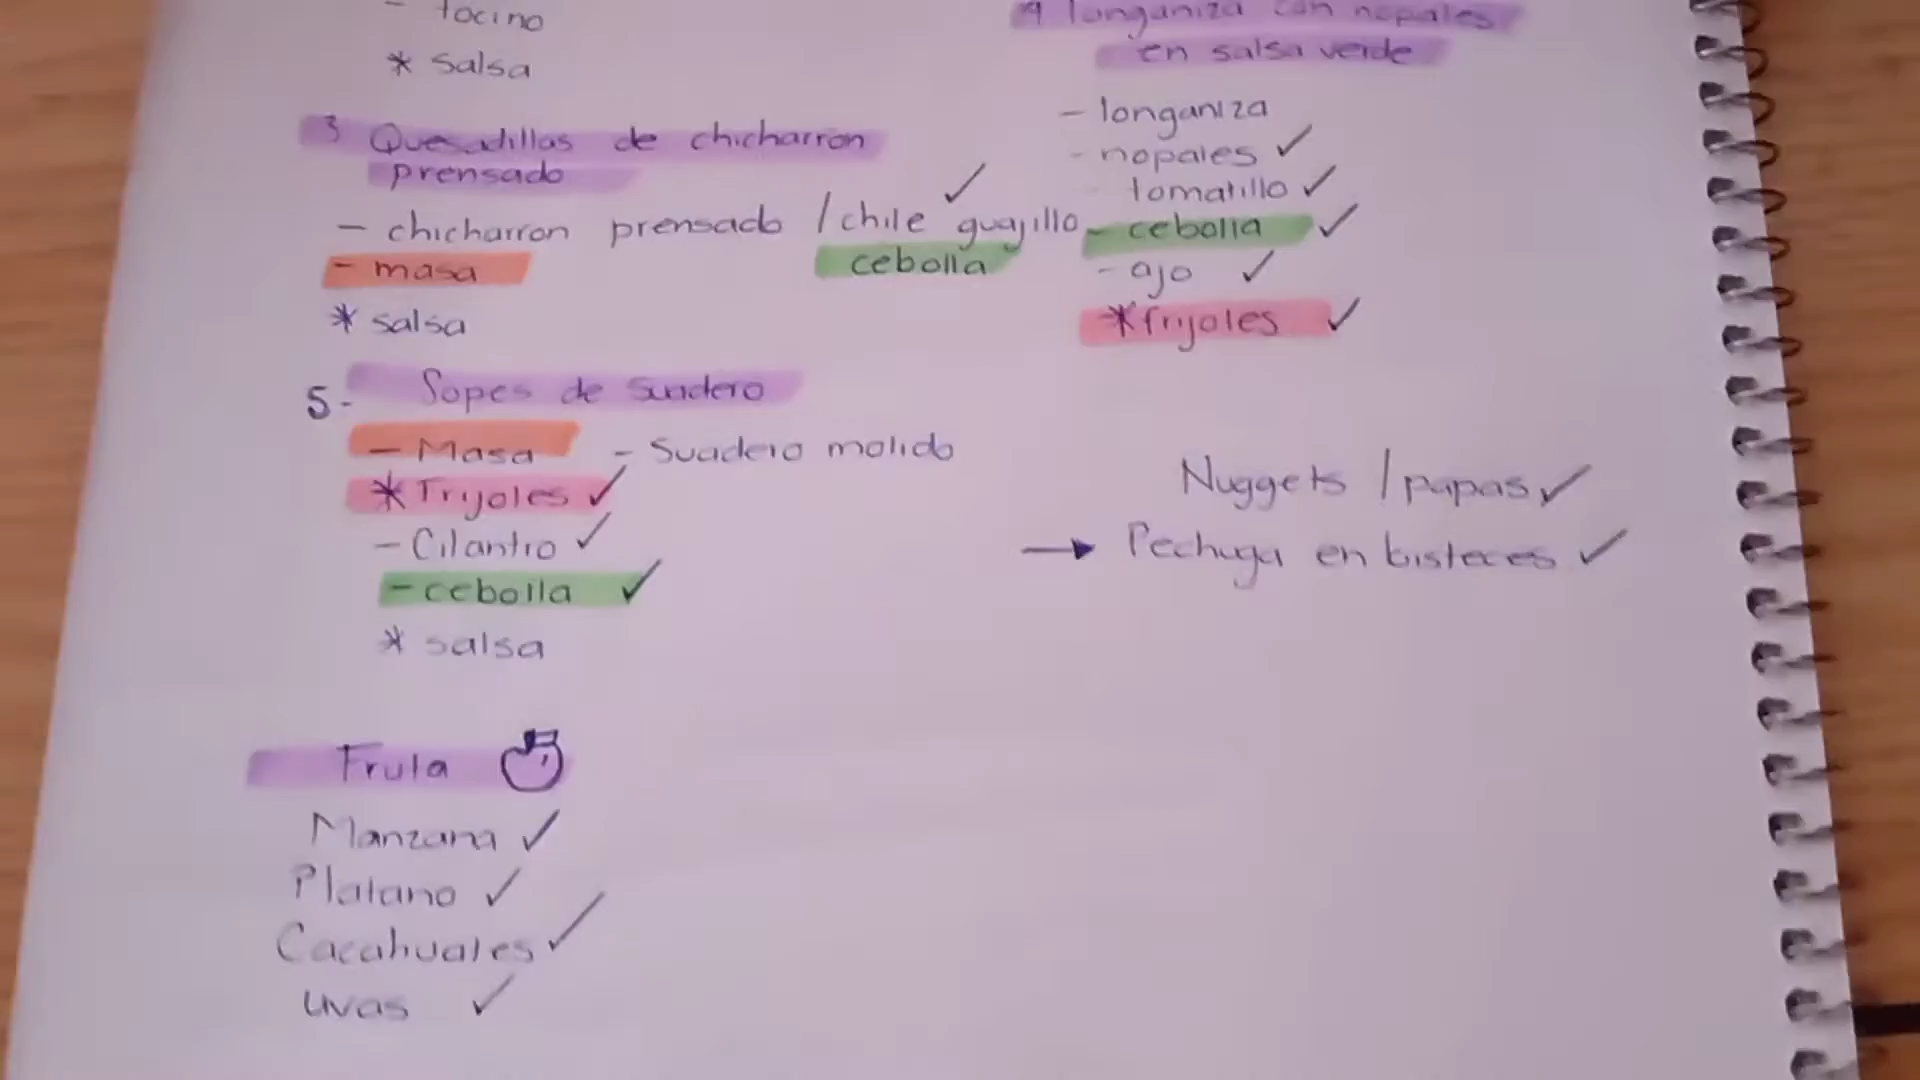 - tocino
* salsa
3 Quesadillas de chicharron
prensado
- chicharron prensado / chile guajillo ✓
cebolla
- masa
* salsa
4 longaniza con nopales
en salsa verde
- longaniza
- nopales ✓
- tomatillo ✓
- cebolla ✓
- ajo ✓
* frijoles ✓
5- Sopes de Suadero
- Masa - Suadero molido
* Frijoles ✓
- Cilantro ✓
- cebolla ✓
* salsa
Nuggets / papas ✓
→ Pechuga en bisteces ✓
Fruta
Manzana ✓
Platano ✓
Cacahuates ✓
uvas ✓